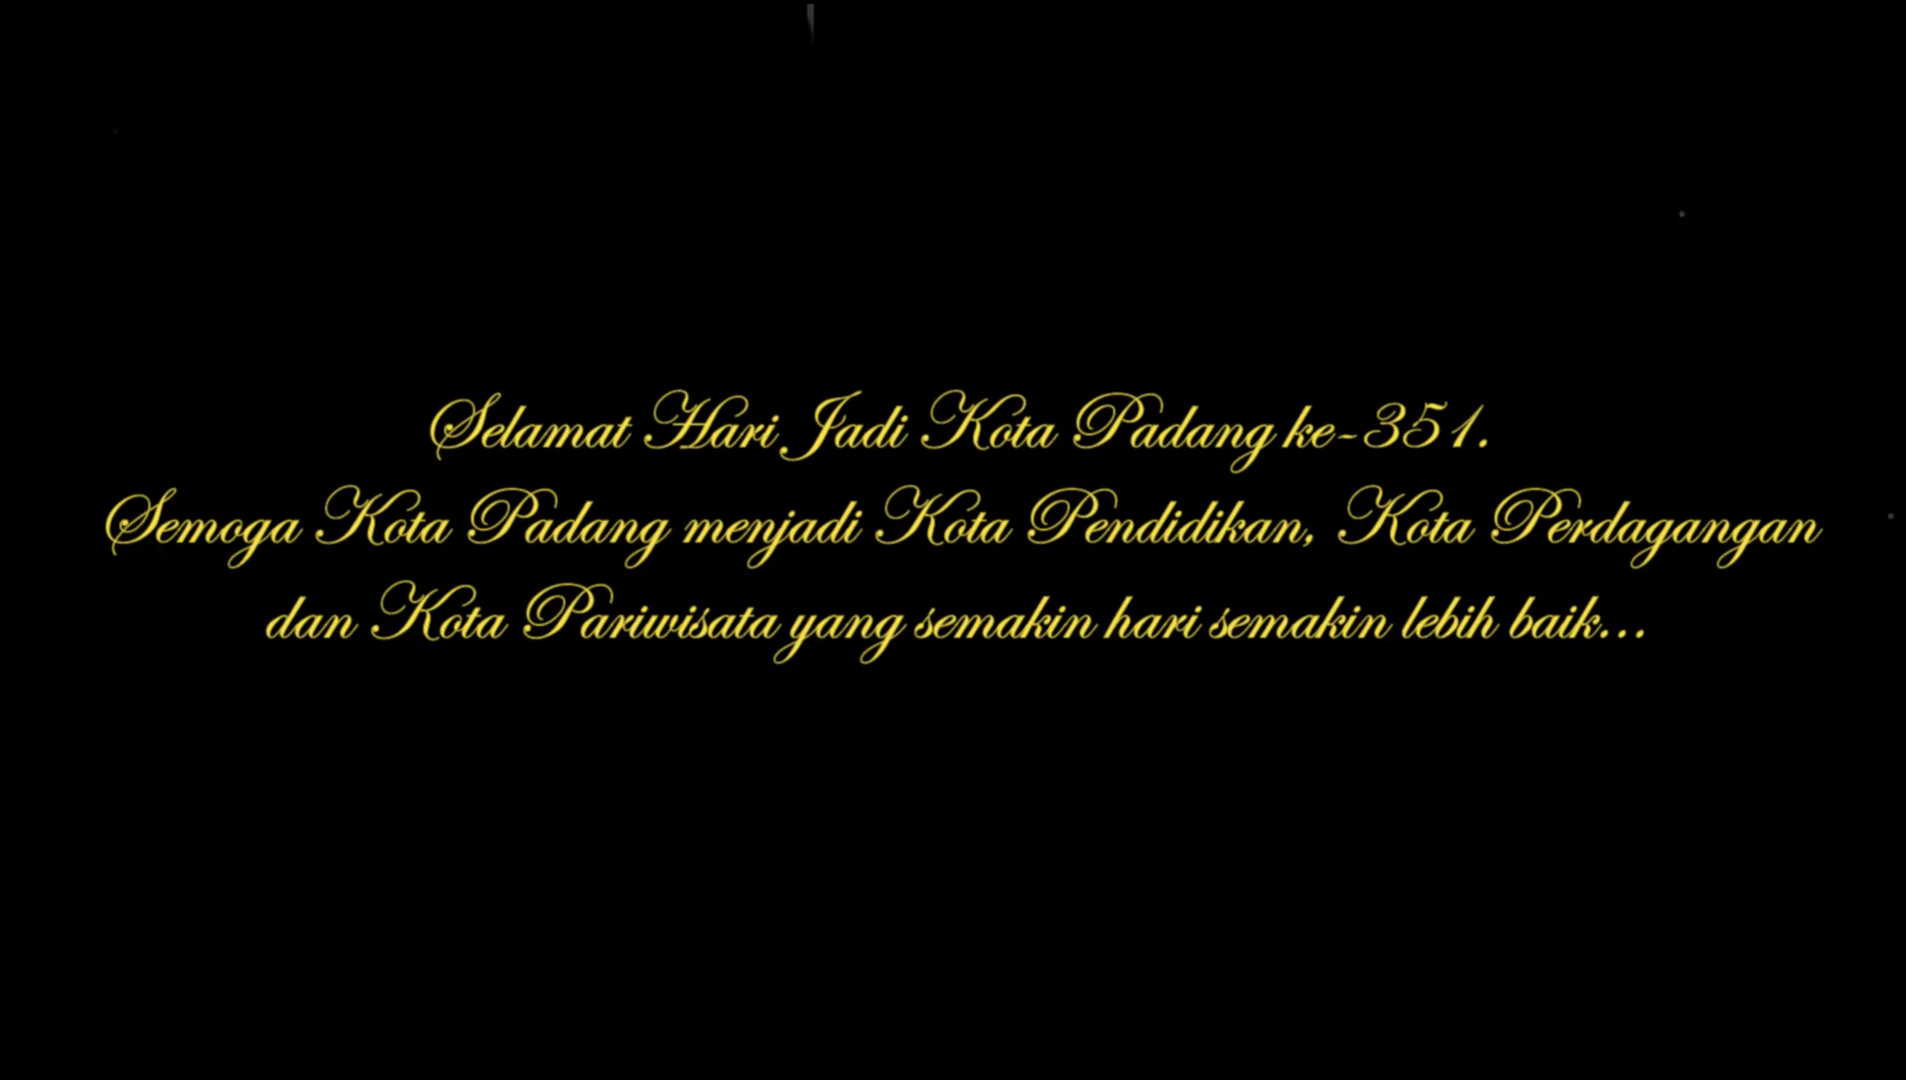 Selamat Hari Jadi Kota Padang ke-351.
Semoga Kota Padang menjadi Kota Pendidikan, Kota Perdagangan
dan Kota Pariwisata yang semakin hari semakin lebih baik...